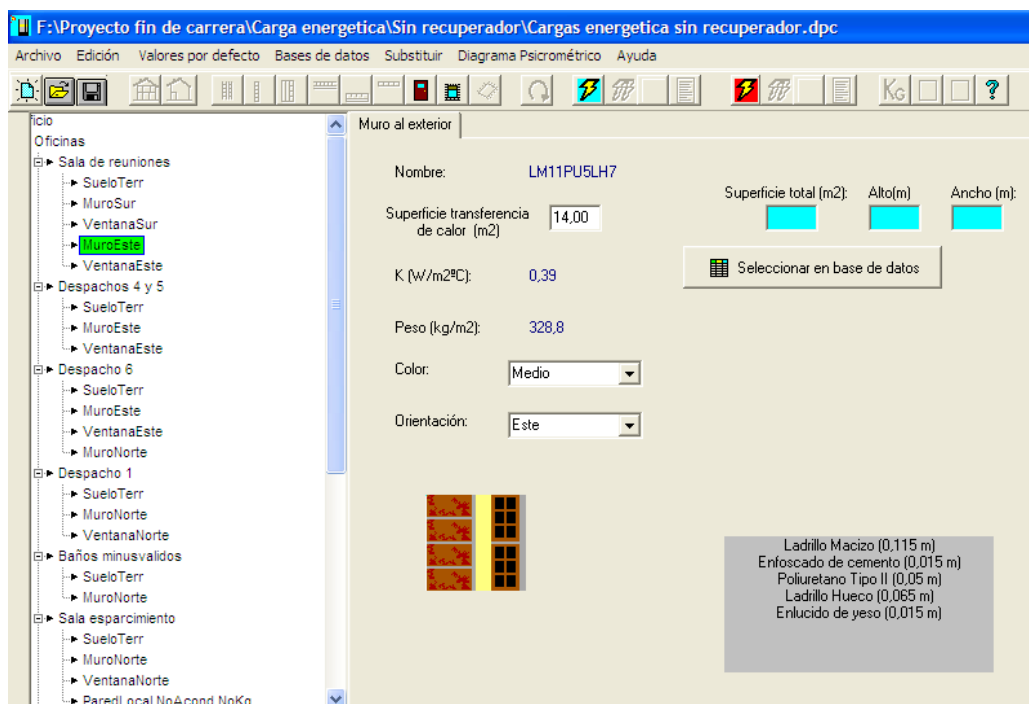 F:\Proyecto fin de carrera\Carga energetica\Sin recuperador\Cargas energetica sin recuperador.dpc
Archivo Edición Valores por defecto Bases de datos Substituir Diagrama Psicrométrico Ayuda
KG ?
ficio
Oficinas
Sala de reuniones
SueloTerr
MuroSur
VentanaSur
MuroEste
VentanaEste
Despachos 4 y 5
SueloTerr
MuroEste
VentanaEste
Despacho 6
SueloTerr
MuroEste
VentanaEste
MuroNorte
Despacho 1
SueloTerr
MuroNorte
VentanaNorte
Baños minusvalidos
SueloTerr
MuroNorte
Sala esparcimiento
SueloTerr
MuroNorte
VentanaNorte
ParedLocal NoAcond NoKg
Muro al exterior
Nombre: LM11PU5LH7
Superficie transferencia
de calor (m2) 14,00
Superficie total (m2): Alto(m) Ancho (m):
Seleccionar en base de datos
K (W/m2ºC): 0,39
Peso (kg/m2): 328,8
Color: Medio
Orientación: Este
Ladrillo Macizo (0,115 m)
Enfoscado de cemento (0,015 m)
Poliuretano Tipo II (0,05 m)
Ladrillo Hueco (0,065 m)
Enlucido de yeso (0,015 m)